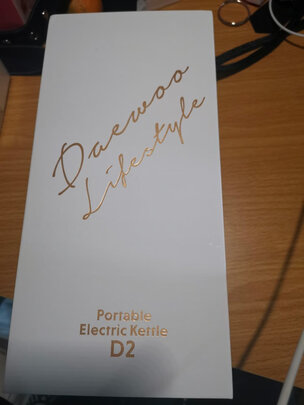 Daewoo
Lifestyle
Portable
Electric Kettle
D2